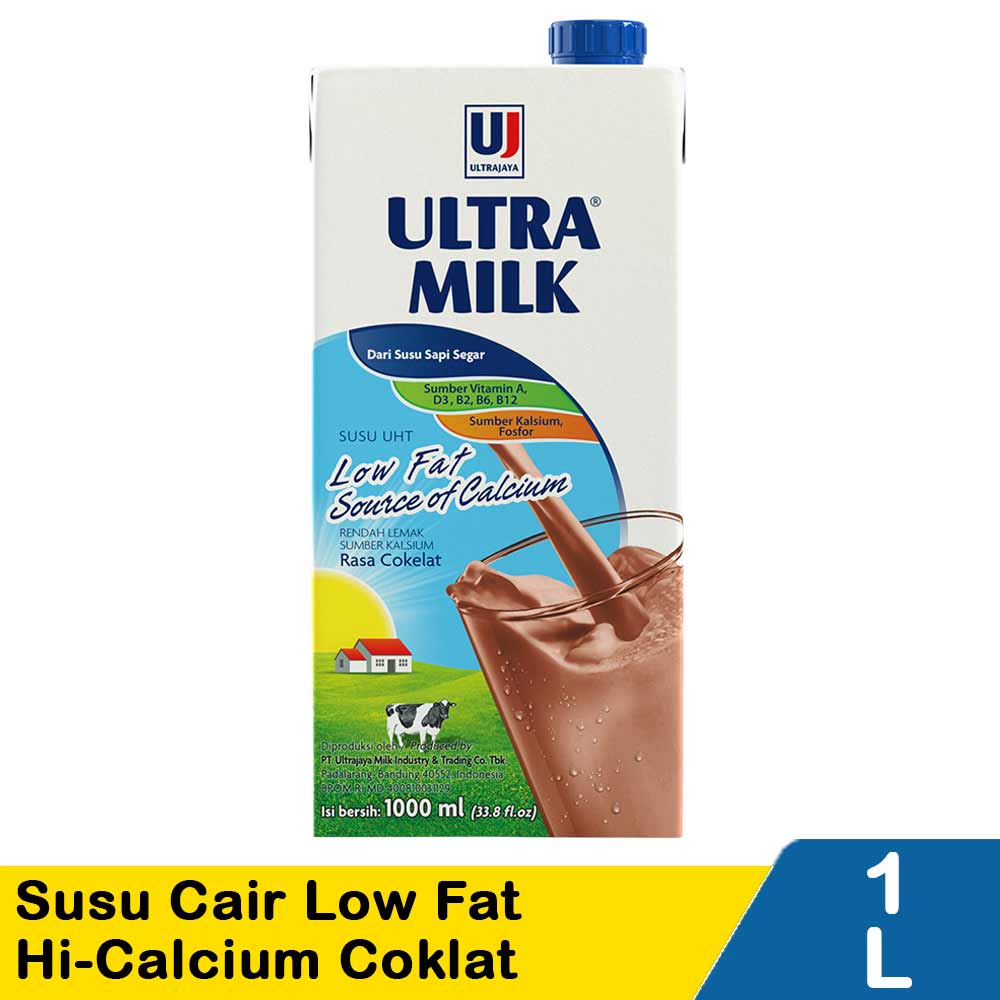 UJ
ULTRAJAYA
ULTRA®
MILK
Dari Susu Sapi Segar
Sumber Vitamin A,
D3, B2, B6, B12
Sumber Kalsium,
Fosfor
SUSU UHT
Low Fat
Source of Calcium
RENDAH LEMAK
SUMBER KALSIUM
Rasa Cokelat
Diproduksi oleh / Produced by
PT. Ultrajaya Milk Industry & Trading Co. Tbk.
Padalarang- Bandung 40552, Indonesia
BPOM RI MD
Isi bersih: 1000 ml (33.8 fl.oz)
Susu Cair Low Fat
Hi-Calcium Coklat
1
L